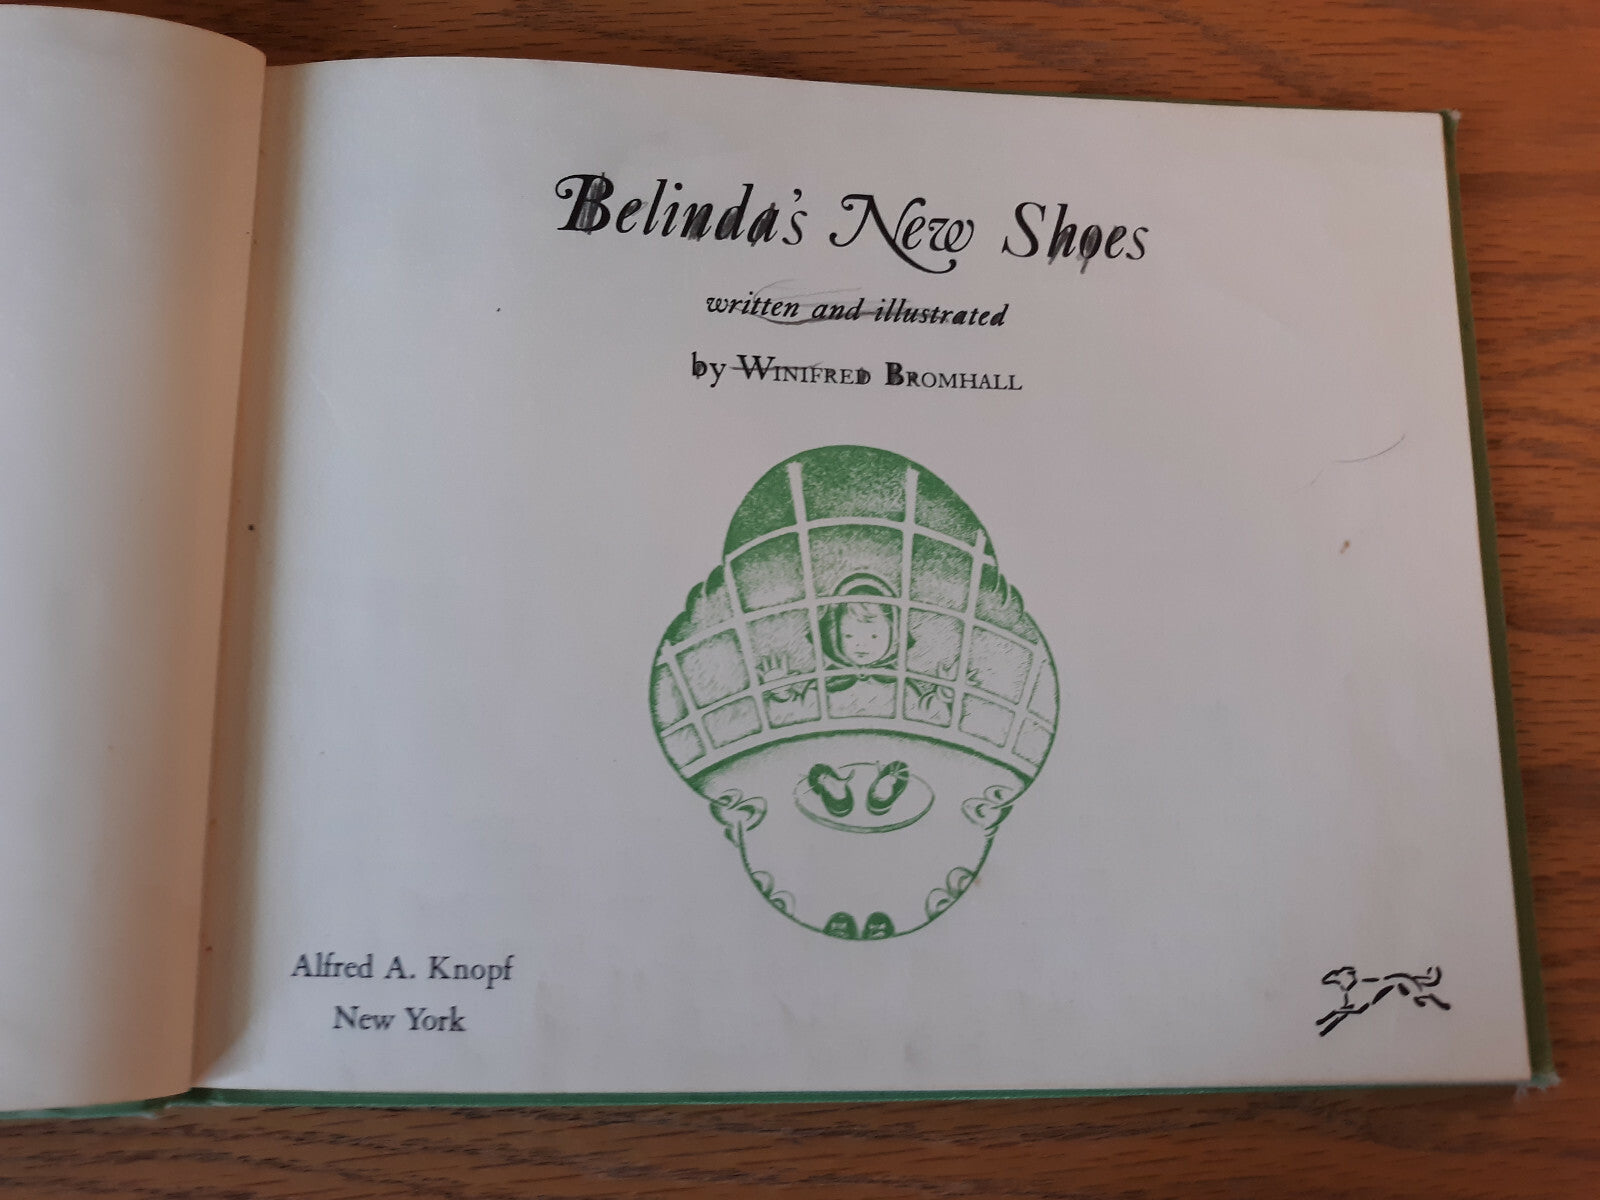 Belinda's New Shoes
written and illustrated
by Winifred Bromhall
Alfred A. Knopf
New York